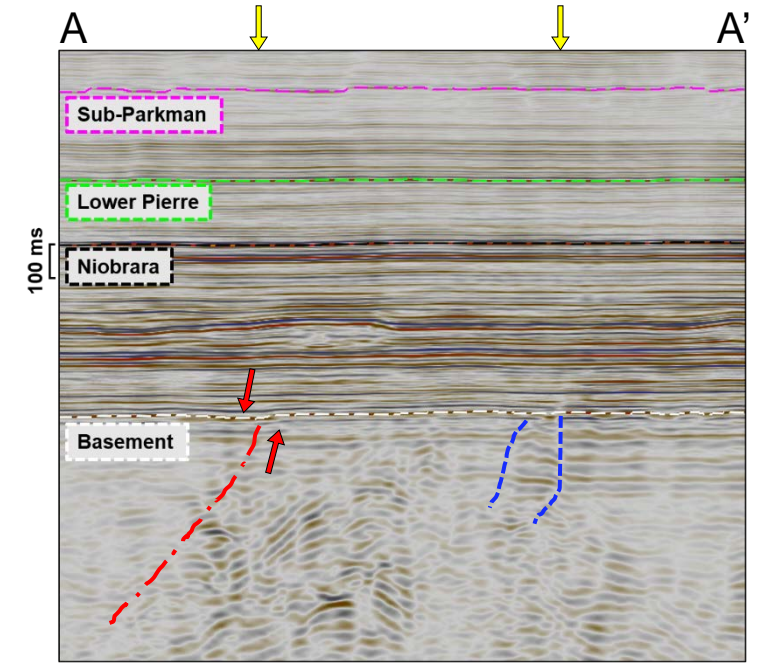 A
A’
Sub-Parkman
Lower Pierre
100 ms
Niobrara
Basement